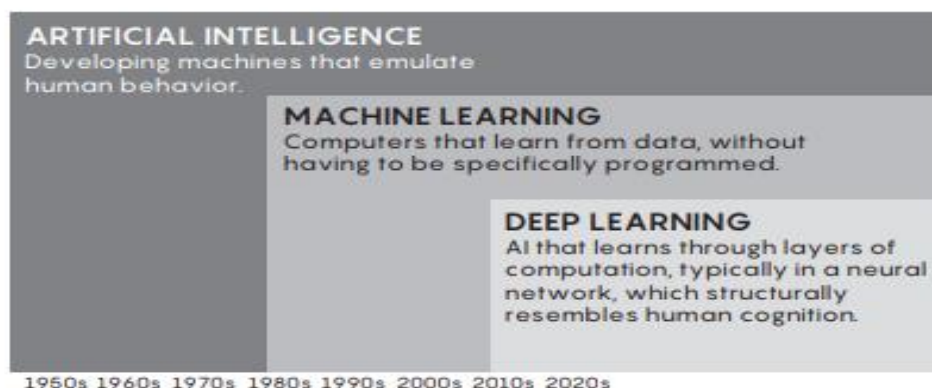 ARTIFICIAL INTELLIGENCE
Developing machines that emulate
human behavior.
MACHINE LEARNING
Computers that learn from data, without
having to be specifically programmed.
DEEP LEARNING
AI that learns through layers of
computation, typically in a neural
network, which structurally
resembles human cognition.
1950s 1960s 1970s 1980s 1990s 2000s 2010s 2020s